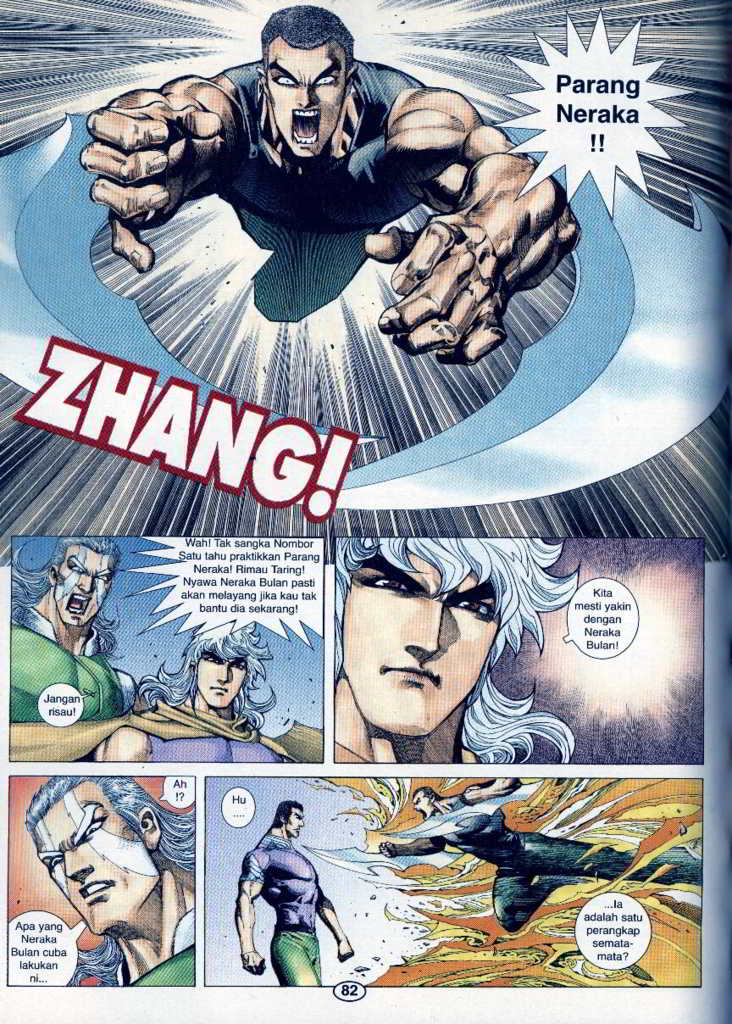 Parang
Neraka
!!
ZHANG!
Wah! Tak sangka Nombor
Satu tahu praktikkan Parang
Neraka! Rimau Taring!
Nyawa Neraka Bulan pasti
akan melayang jika kau tak
bantu dia sekarang!
Jangan
risau!
Kita
mesti yakin
dengan
Neraka
Bulan!
Ah
!?
Apa yang
Neraka
Bulan cuba
lakukan
ni...
Hu
....
...Ia
adalah satu
perangkap
semata-
mata?
82